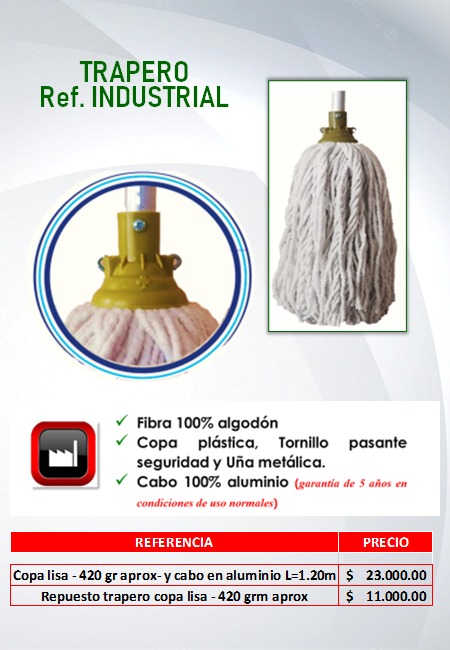 TRAPERO
Ref. INDUSTRIAL
✓ Fibra 100% algodón
✓ Copa plástica, Tornillo pasante
seguridad y Uña metálica.
✓ Cabo 100% aluminio (garantía de 5 años en
condiciones de uso normales)
REFERENCIA PRECIO
Copa lisa - 420 gr aprox- y cabo en aluminio L=1.20m $ 23.000.00
Repuesto trapero copa lisa - 420 grm aprox $ 11.000.00